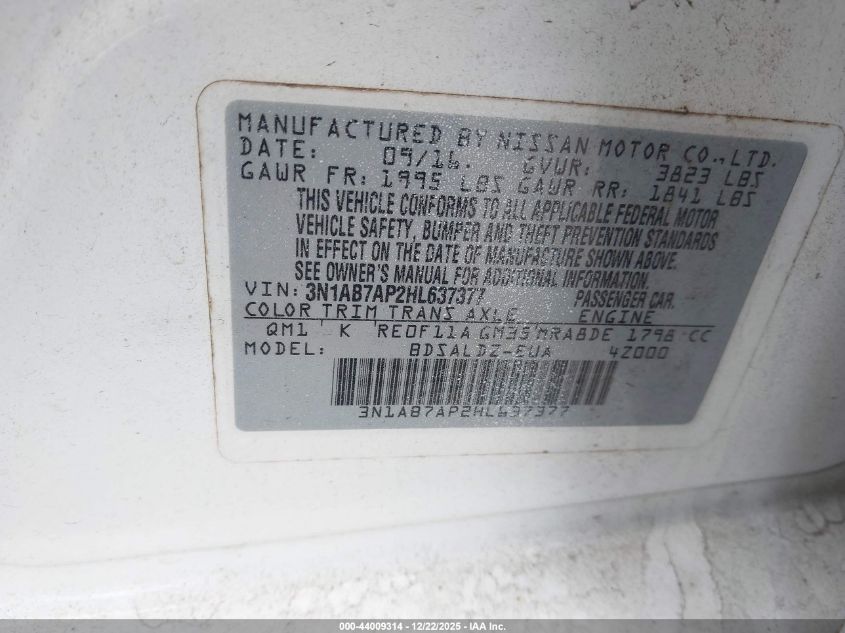 MANUFACTURED BY NISSAN MOTOR CO.,LTD.
DATE: 09/16. GVWR: 3823 LBS
GAWR FR: 1995 LBS GAWR RR: 1841 LBS
THIS VEHICLE CONFORMS TO ALL APPLICABLE FEDERAL MOTOR
VEHICLE SAFETY, BUMPER AND THEFT PREVENTION STANDARDS
IN EFFECT ON THE DATE OF MANUFACTURE SHOWN ABOVE.
SEE OWNER'S MANUAL FOR ADDITIONAL INFORMATION.
VIN: 3N1AB7AP2HL637377 PASSENGER CAR.
COLOR TRIM TRANS AXLE ENGINE
QM1 K RE0F11A GM35 MRA8DE 1798 CC
MODEL: BDSALDZ-EUA 4Z000
3N1AB7AP2HL637377
000-44009314 - 12/22/2025 - IAA Inc.